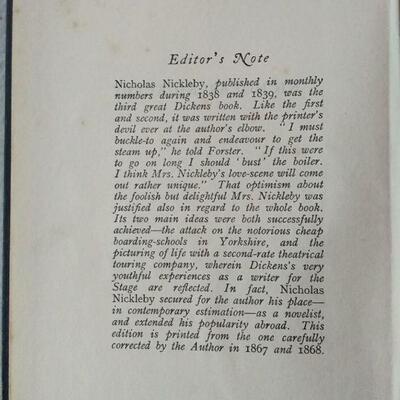 Editor's Note
Nicholas Nickleby, published in monthly
numbers during 1838 and 1839, was the
third great Dickens book. Like the first
and second, it was written with the printer's
devil ever at the author's elbow. "I must
buckle-to again and endeavour to get the
steam up," he told Forster. "If this were
to go on long I should 'bust' the boiler.
I think Mrs. Nickleby's love-scene will come
out rather unique." That optimism about
the foolish but delightful Mrs. Nickleby was
justified also in regard to the whole book.
Its two main ideas were both successfully
achieved—the attack on the notorious cheap
boarding-schools in Yorkshire, and the
picturing of life with a second-rate theatrical
touring company, wherein Dickens's very
youthful experiences as a writer for the
Stage are reflected. In fact, Nicholas
Nickleby secured for the author his place—
in contemporary estimation—as a novelist,
and extended his popularity abroad. This
edition is printed from the one carefully
corrected by the Author in 1867 and 1868.